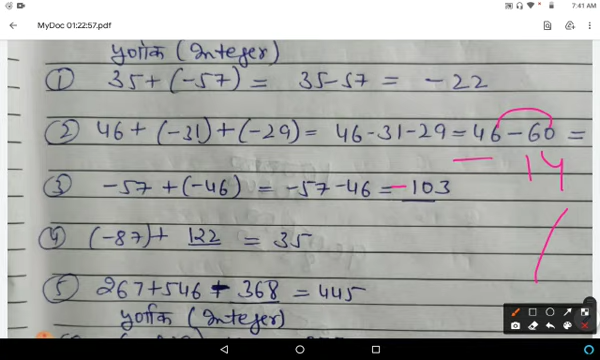 7:41 AM
MyDoc 01:22:57.pdf
पूर्णांक (Integer)
① 35+(-57) = 35-57 = -22
② 46+(-31)+(-29)= 46-31-29=46-60 =
14
③ -57+(-46) = -57-46 = -103
④ (-87)+ 122 = 35
⑤ 267+546 - 368 = 445
पूर्णांक (Integer)